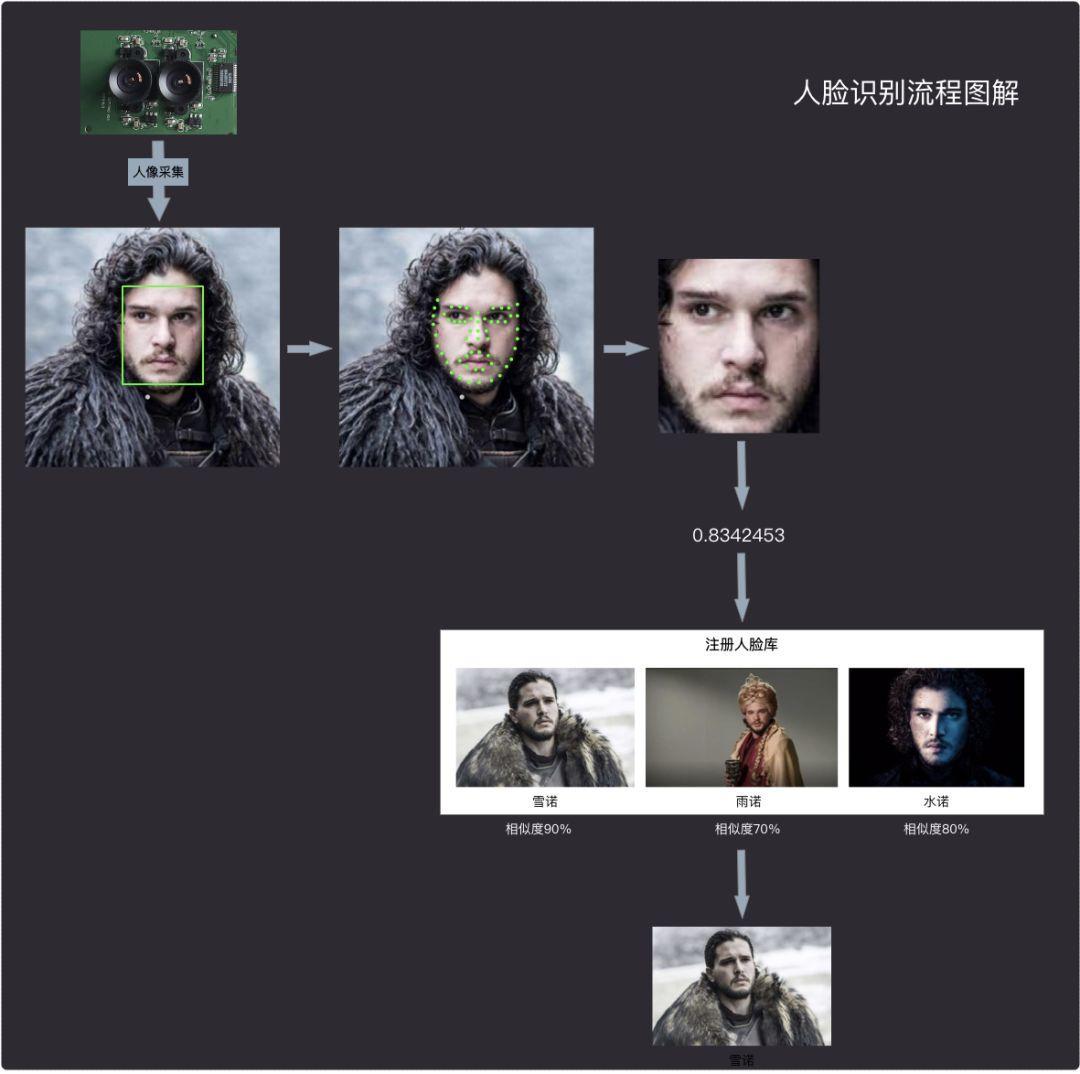 人脸识别流程图解
人像采集
0.8342453
注册人脸库
雪诺
雨诺
水诺
相似度90%
相似度70%
相似度80%
雪诺